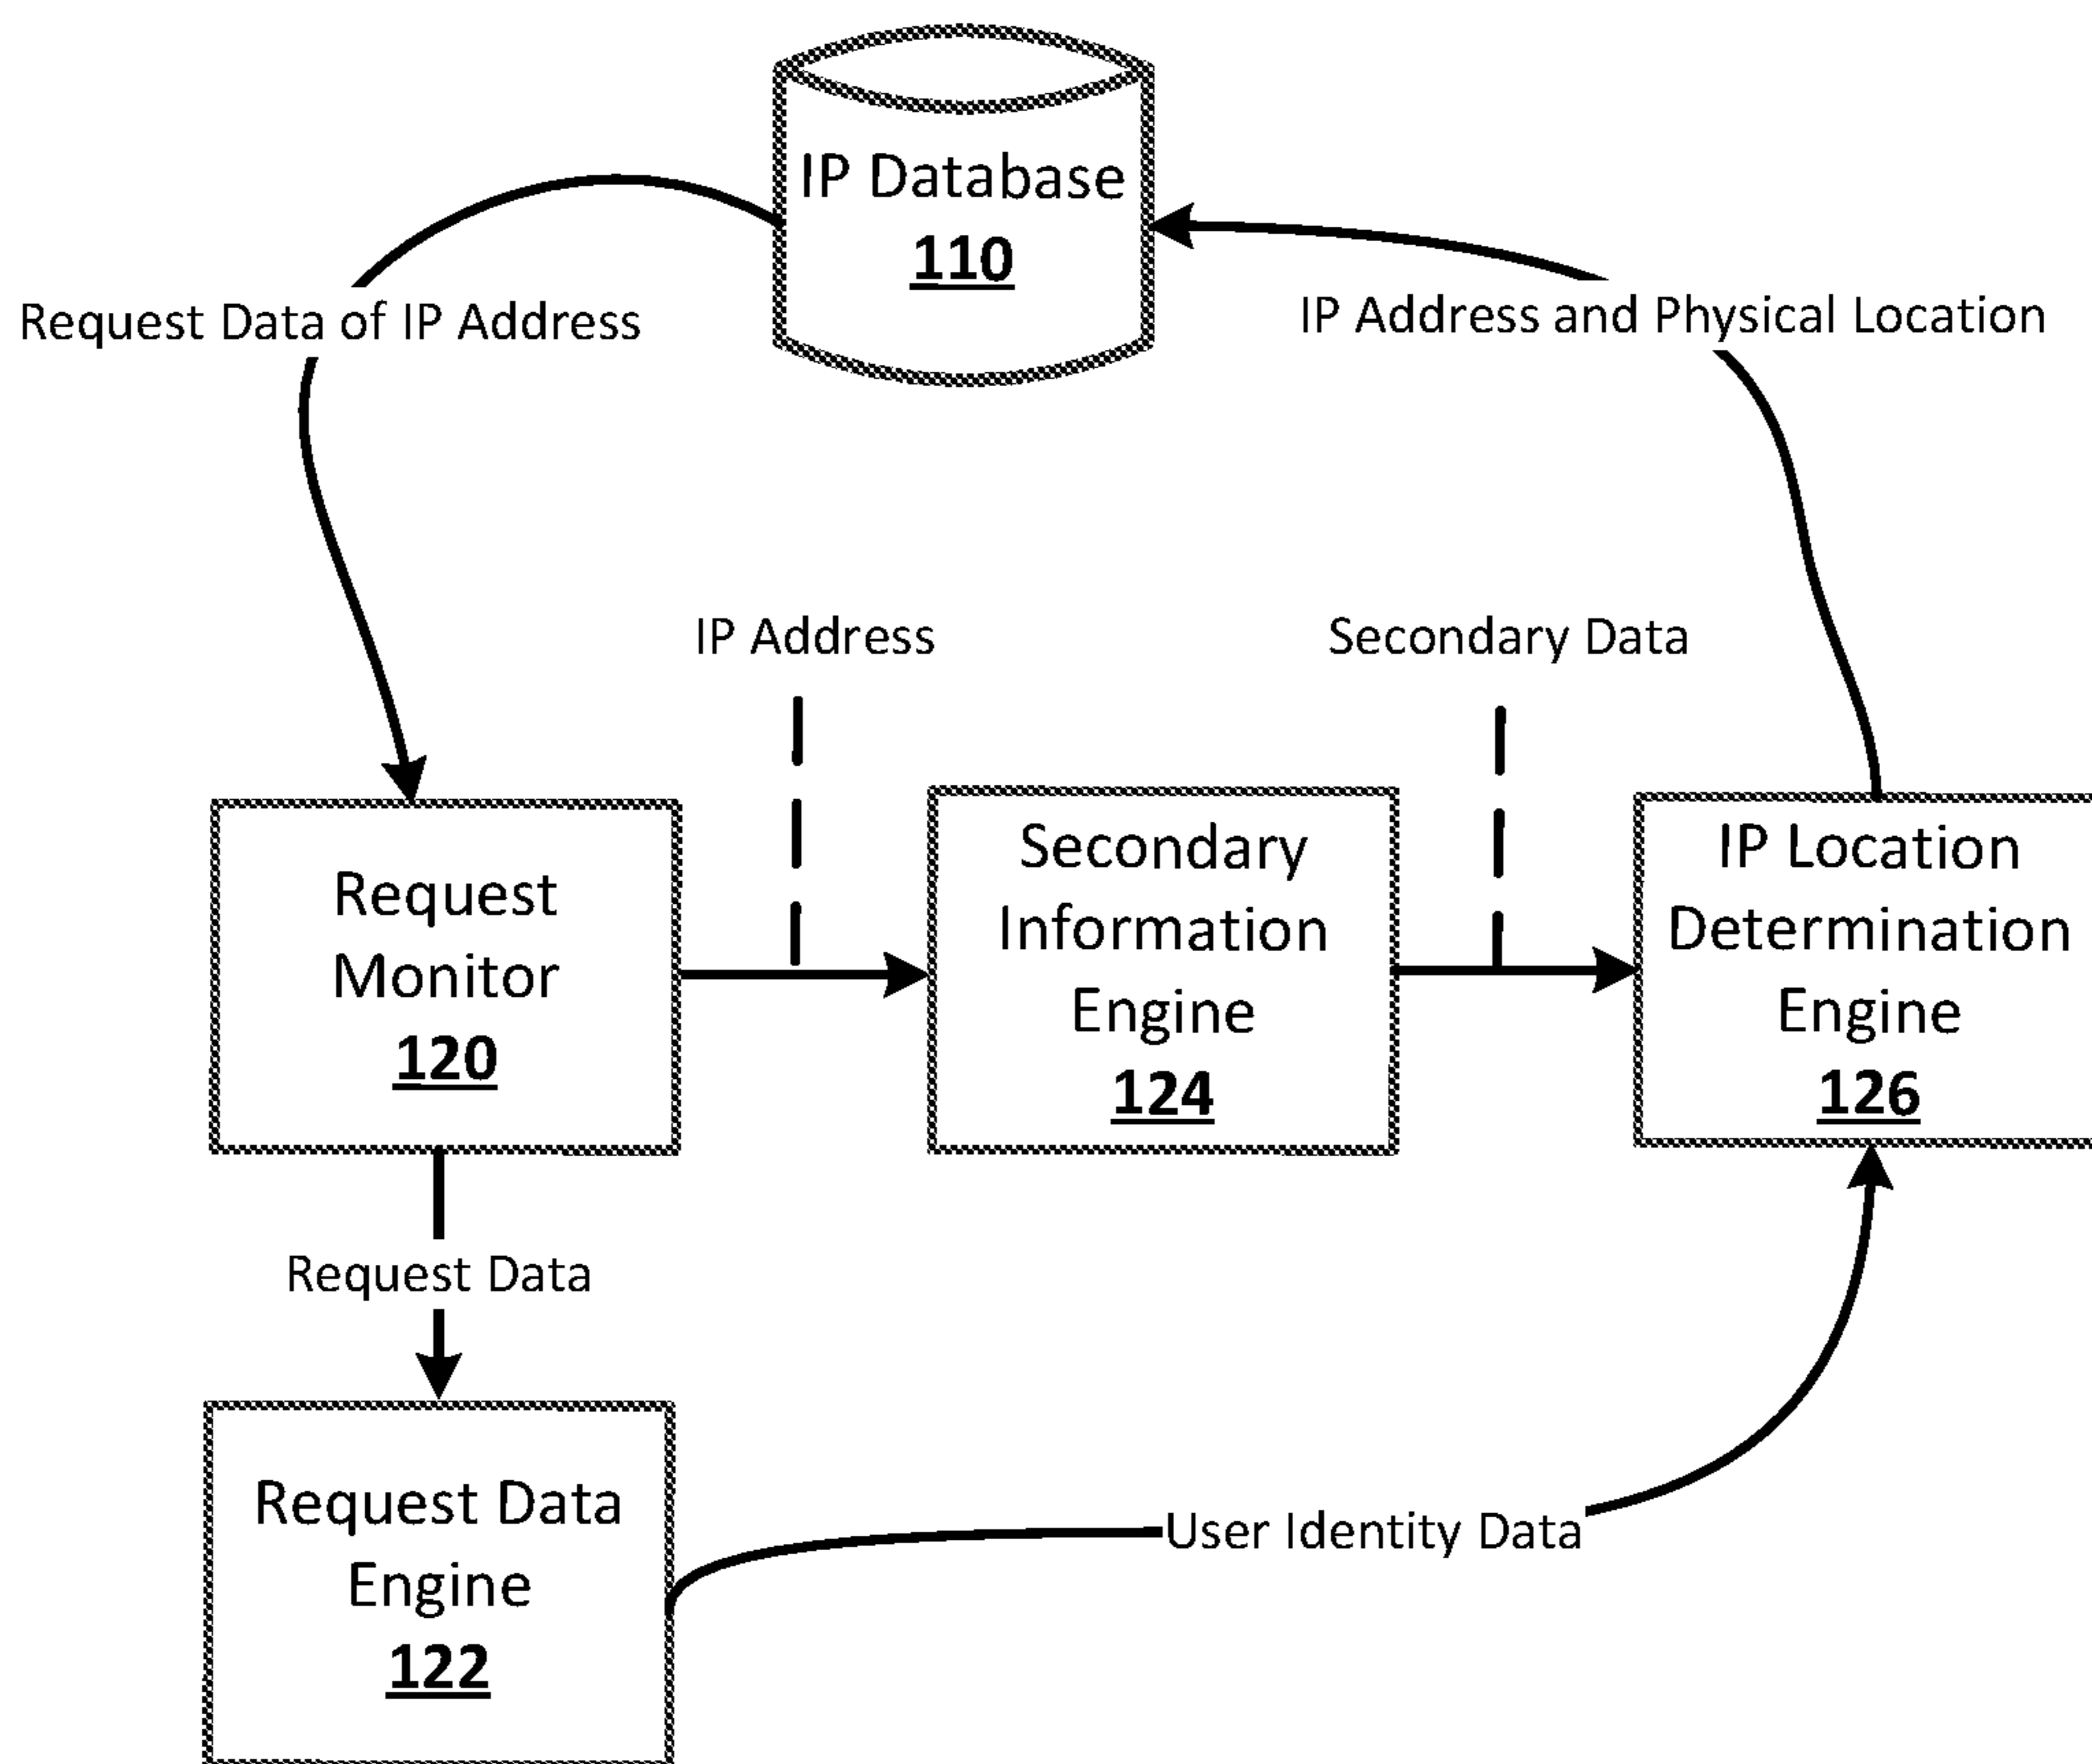 IP Database
110
Request Data of IP Address
IP Address and Physical Location
IP Address
Secondary Data
Request
Monitor
120
Secondary
Information
Engine
124
IP Location
Determination
Engine
126
Request Data
Request Data
Engine
122
User Identity Data